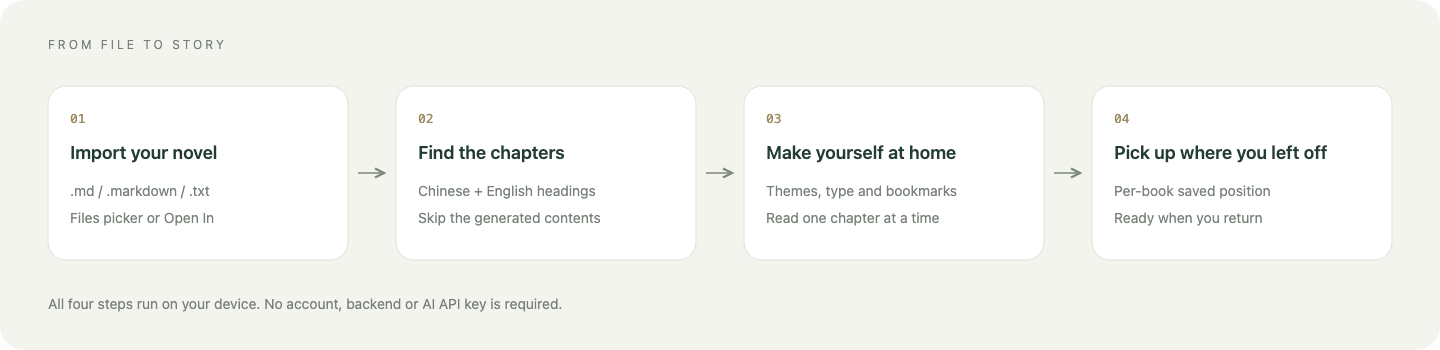 FROM FILE TO STORY
01
Import your novel
.md / .markdown / .txt
Files picker or Open In
02
Find the chapters
Chinese + English headings
Skip the generated contents
03
Make yourself at home
Themes, type and bookmarks
Read one chapter at a time
04
Pick up where you left off
Per-book saved position
Ready when you return
All four steps run on your device. No account, backend or AI API key is required.